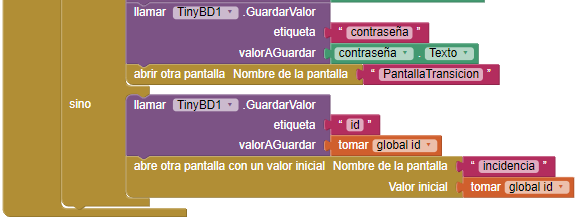 llamar TinyBD1 .GuardarValor
etiqueta “ contraseña ”
valorAGuardar contraseña . Texto
abrir otra pantalla Nombre de la pantalla “ PantallaTransicion ”
sino llamar TinyBD1 .GuardarValor
etiqueta “ id ”
valorAGuardar tomar global id
abre otra pantalla con un valor inicial Nombre de la pantalla “ incidencia ”
Valor inicial tomar global id